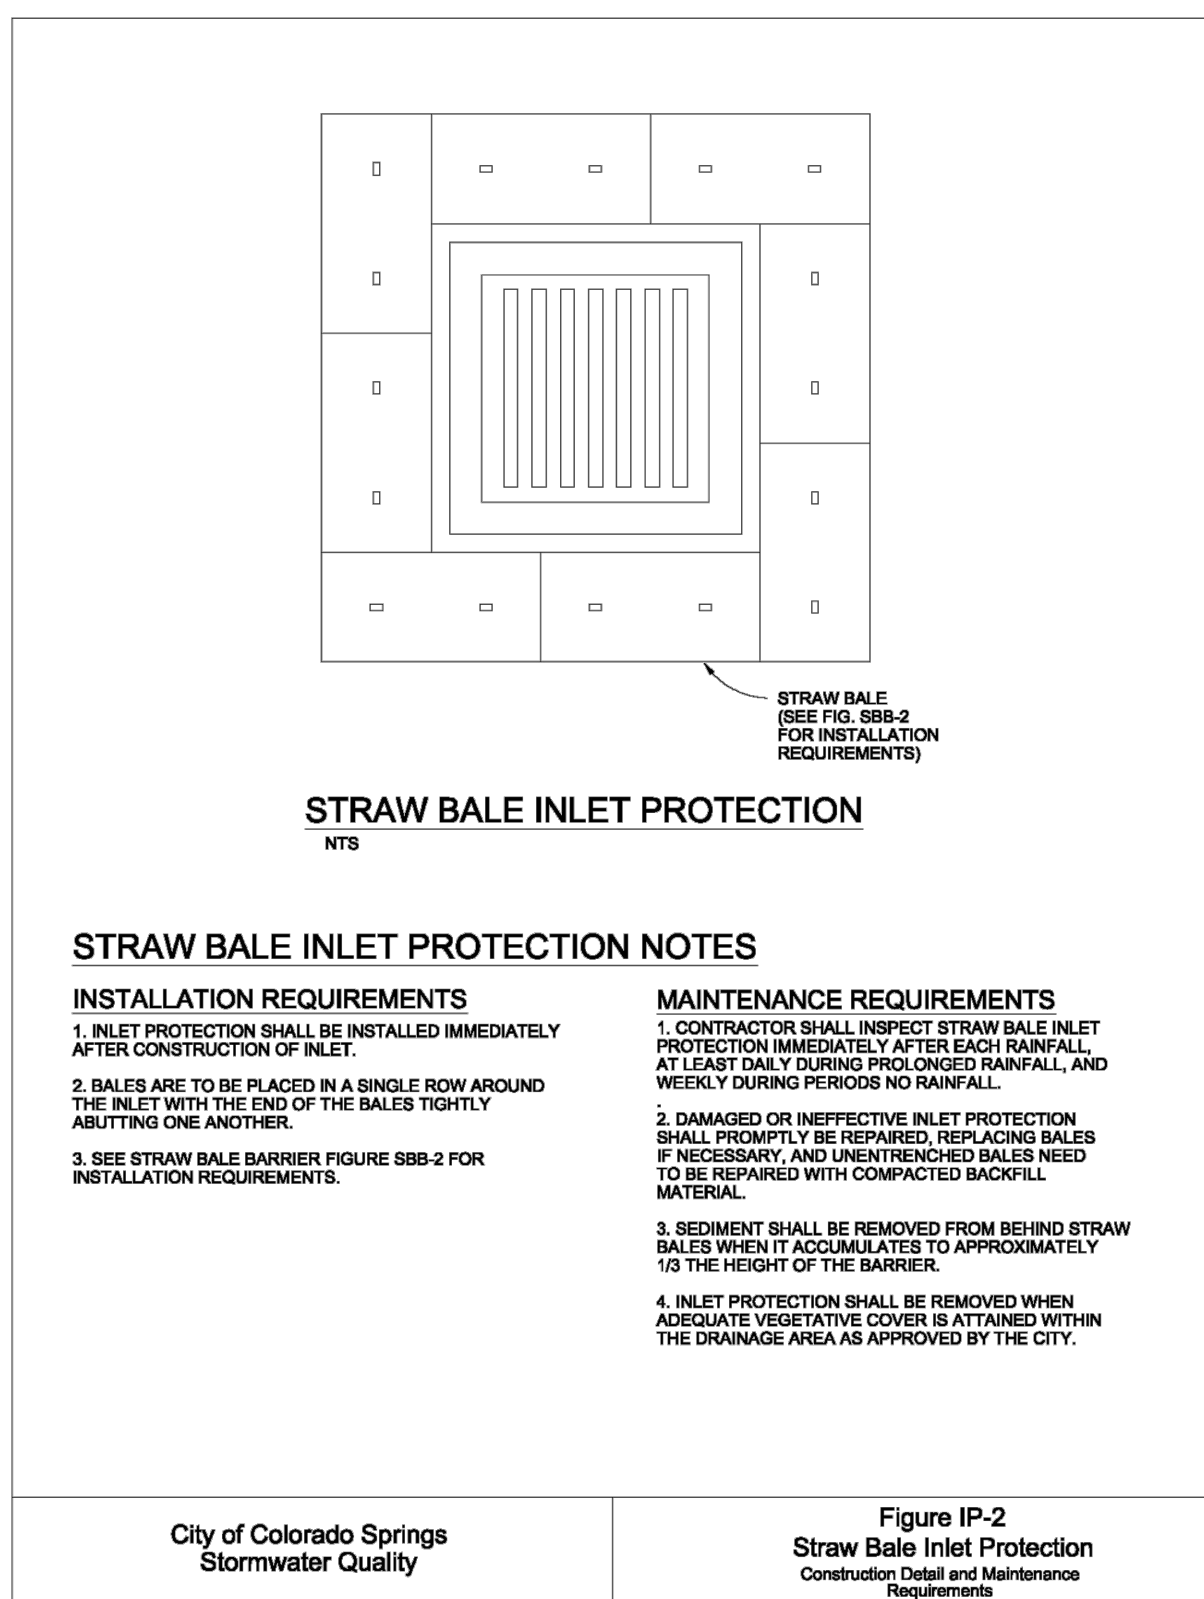 STRAW BALE
(SEE FIG. SBB-2
FOR INSTALLATION
REQUIREMENTS)
STRAW BALE INLET PROTECTION
NTS
STRAW BALE INLET PROTECTION NOTES
INSTALLATION REQUIREMENTS
1. INLET PROTECTION SHALL BE INSTALLED IMMEDIATELY
AFTER CONSTRUCTION OF INLET.
2. BALES ARE TO BE PLACED IN A SINGLE ROW AROUND
THE INLET WITH THE END OF THE BALES TIGHTLY
ABUTTING ONE ANOTHER.
3. SEE STRAW BALE BARRIER FIGURE SBB-2 FOR
INSTALLATION REQUIREMENTS.
MAINTENANCE REQUIREMENTS
1. CONTRACTOR SHALL INSPECT STRAW BALE INLET
PROTECTION IMMEDIATELY AFTER EACH RAINFALL,
AT LEAST DAILY DURING PROLONGED RAINFALL, AND
WEEKLY DURING PERIODS NO RAINFALL.
.
2. DAMAGED OR INEFFECTIVE INLET PROTECTION
SHALL PROMPTLY BE REPAIRED, REPLACING BALES
IF NECESSARY, AND UNENTRENCHED BALES NEED
TO BE REPAIRED WITH COMPACTED BACKFILL
MATERIAL.
3. SEDIMENT SHALL BE REMOVED FROM BEHIND STRAW
BALES WHEN IT ACCUMULATES TO APPROXIMATELY
1/3 THE HEIGHT OF THE BARRIER.
4. INLET PROTECTION SHALL BE REMOVED WHEN
ADEQUATE VEGETATIVE COVER IS ATTAINED WITHIN
THE DRAINAGE AREA AS APPROVED BY THE CITY.
City of Colorado Springs
Stormwater Quality
Figure IP-2
Straw Bale Inlet Protection
Construction Detail and Maintenance
Requirements